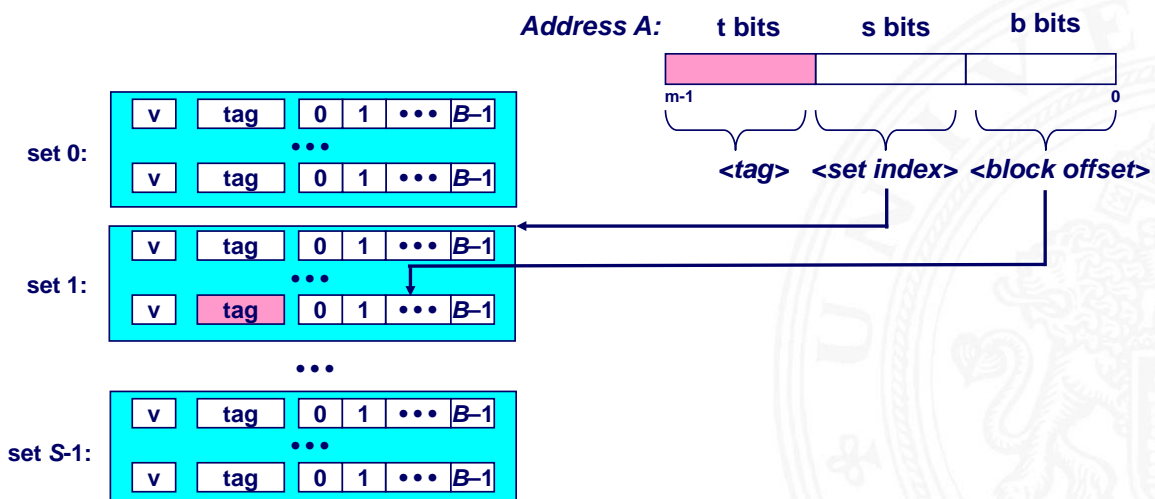 Address A: t bits s bits b bits
m-1 0
<tag> <set index> <block offset>
set 0:
v tag 0 1 ••• B–1
•••
v tag 0 1 ••• B–1
set 1:
v tag 0 1 ••• B–1
•••
v tag 0 1 ••• B–1
•••
set S-1:
v tag 0 1 ••• B–1
•••
v tag 0 1 ••• B–1